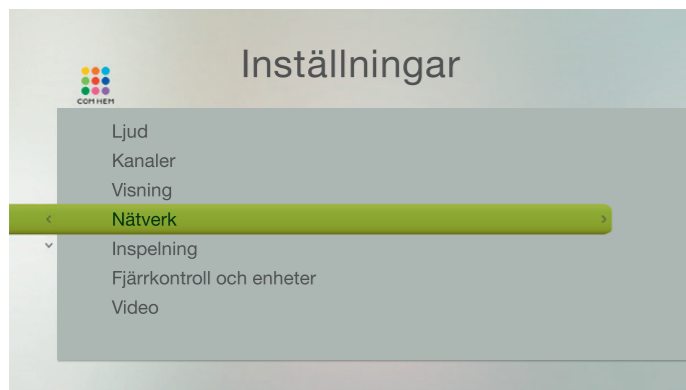 Inställningar
COM HEM
Ljud
Kanaler
Visning
Nätverk
Inspelning
Fjärrkontroll och enheter
Video